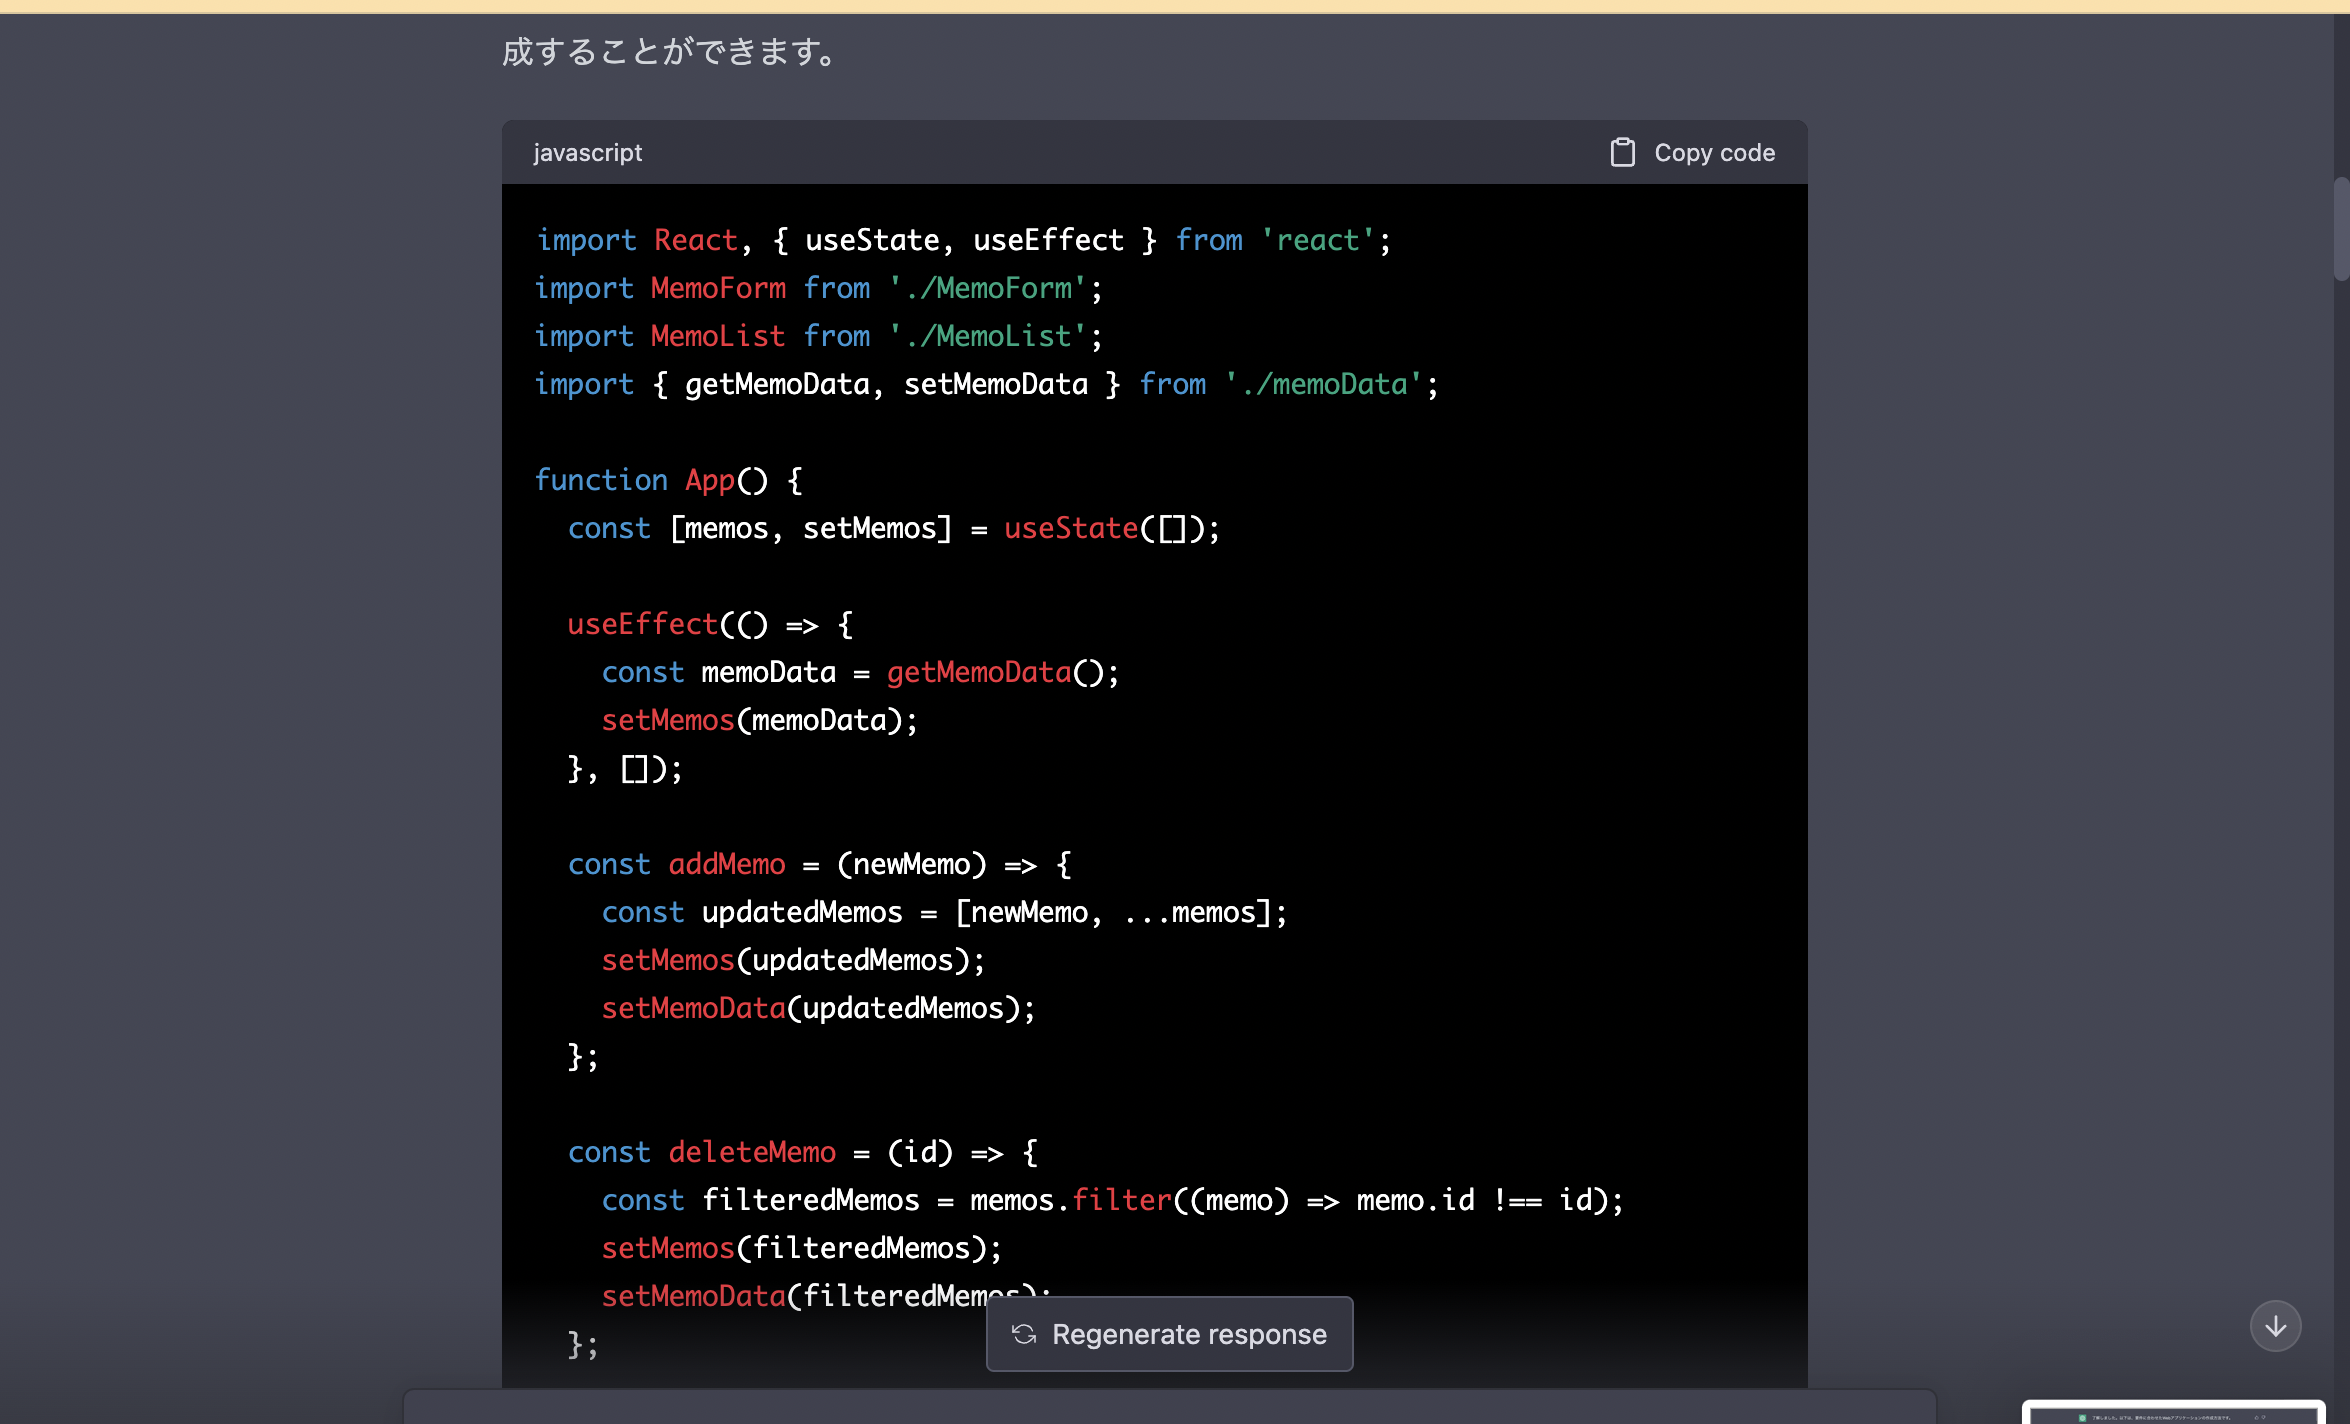 成することができます。
javascript
Copy code
import React, { useState, useEffect } from 'react';
import MemoForm from './MemoForm';
import MemoList from './MemoList';
import { getMemoData, setMemoData } from './memoData';
function App() {
const [memos, setMemos] = useState([]);
useEffect(() => {
const memoData = getMemoData();
setMemos(memoData);
}, []);
const addMemo = (newMemo) => {
const updatedMemos = [newMemo, ...memos];
setMemos(updatedMemos);
setMemoData(updatedMemos);
};
const deleteMemo = (id) => {
const filteredMemos = memos.filter((memo) => memo.id !== id);
setMemos(filteredMemos);
setMemoData(filteredMemos);
};
Regenerate response